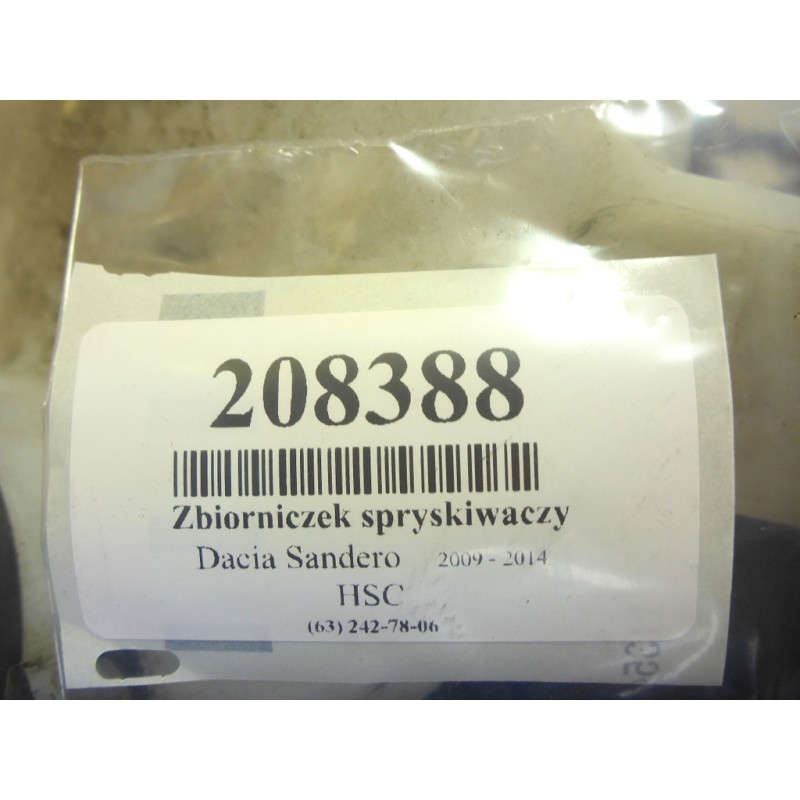 208388
Zbiorniczek spryskiwaczy
Dacia Sandero 2009 - 2014
HSC
(63) 242-78-06